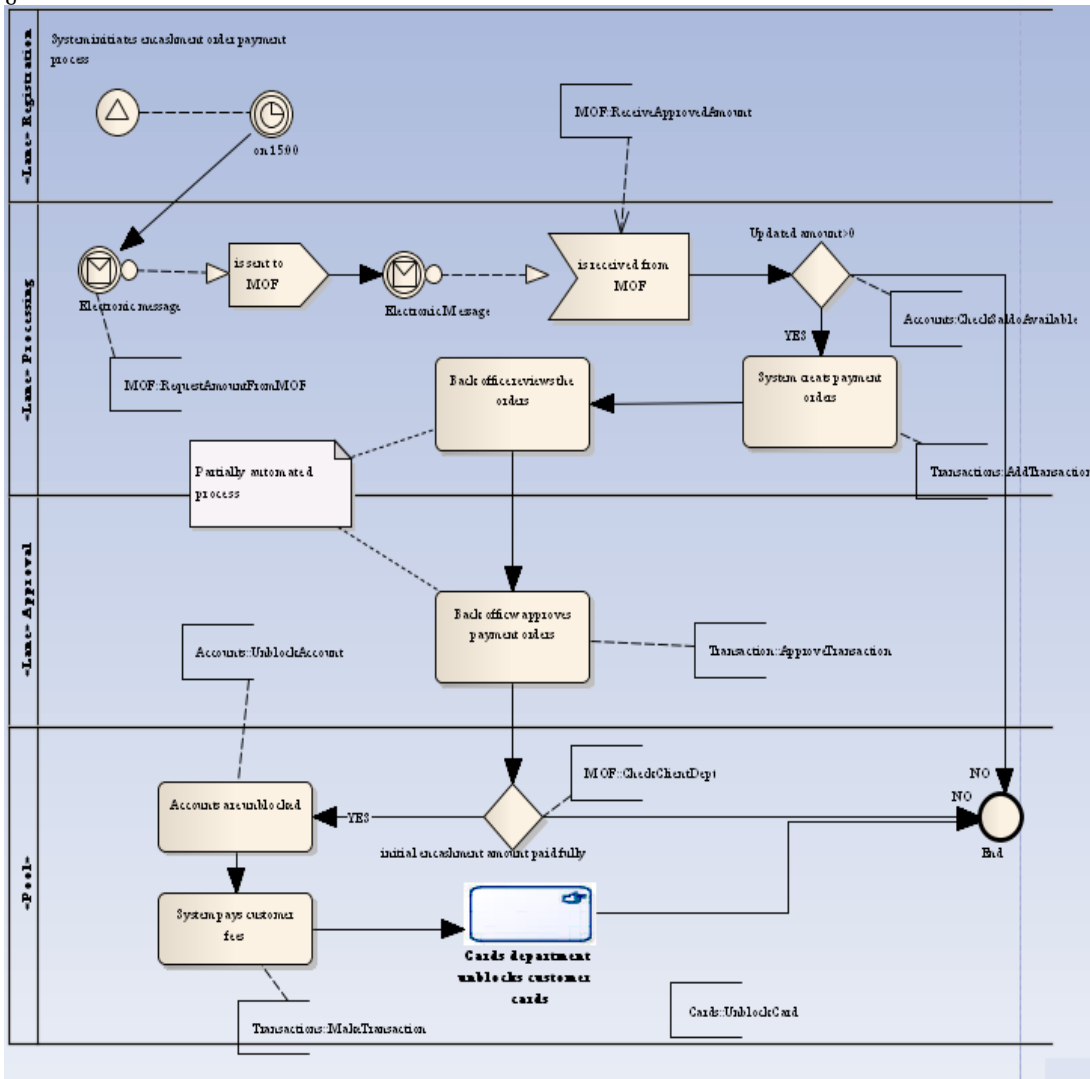 «Lane» Registration
System initiates encashment order payment
process
on 15:00
MOF::ReceiveApprovedAmount
«Lane» Processing
Electronic message
is sent to
MOF
Electronic Message
is received from
MOF
Updated amount>0
Accounts:CheckSaldoAvailable
YES
MOF::RequestAmountFromMOF
Back office reviews the
orders
System creats payment
orders
Partially automated
process
Transactions::AddTransaction
«Lane» Approval
Back officw approves
payment orders
Accounts::UnblockAccount
Transaction::ApproveTransaction
«Pool»
MOF::CheckClientDept
NO
NO
Accounts are unblocked
YES
initial encashment amount paid fully
End
System pays customer
fees
Cards department
unblocks customer
cards
Cards::UnblockCard
Transactions::MakeTransaction